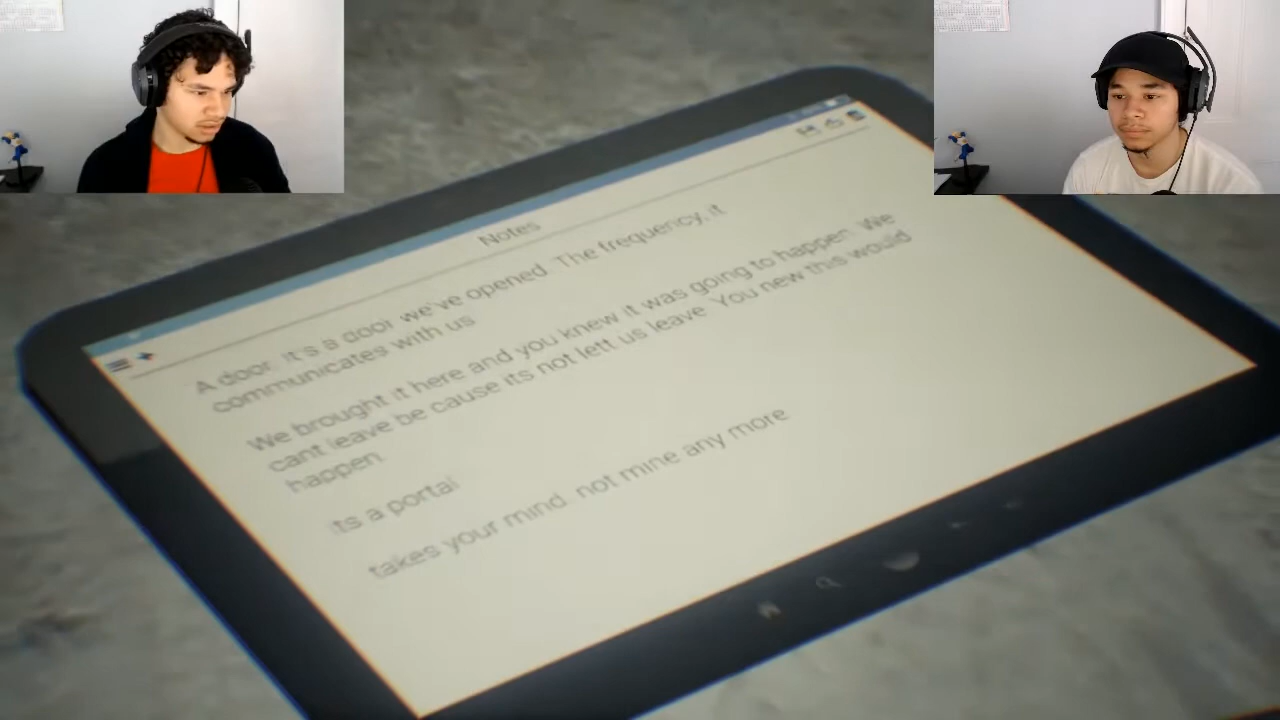 Notes
A door. It's a door we've opened. The frequency, it
communicates with us
We brought it here and you knew it was going to happen. We
cant leave be cause its not lett us leave. You new this would
happen.
its a portal
takes your mind. not mine any more